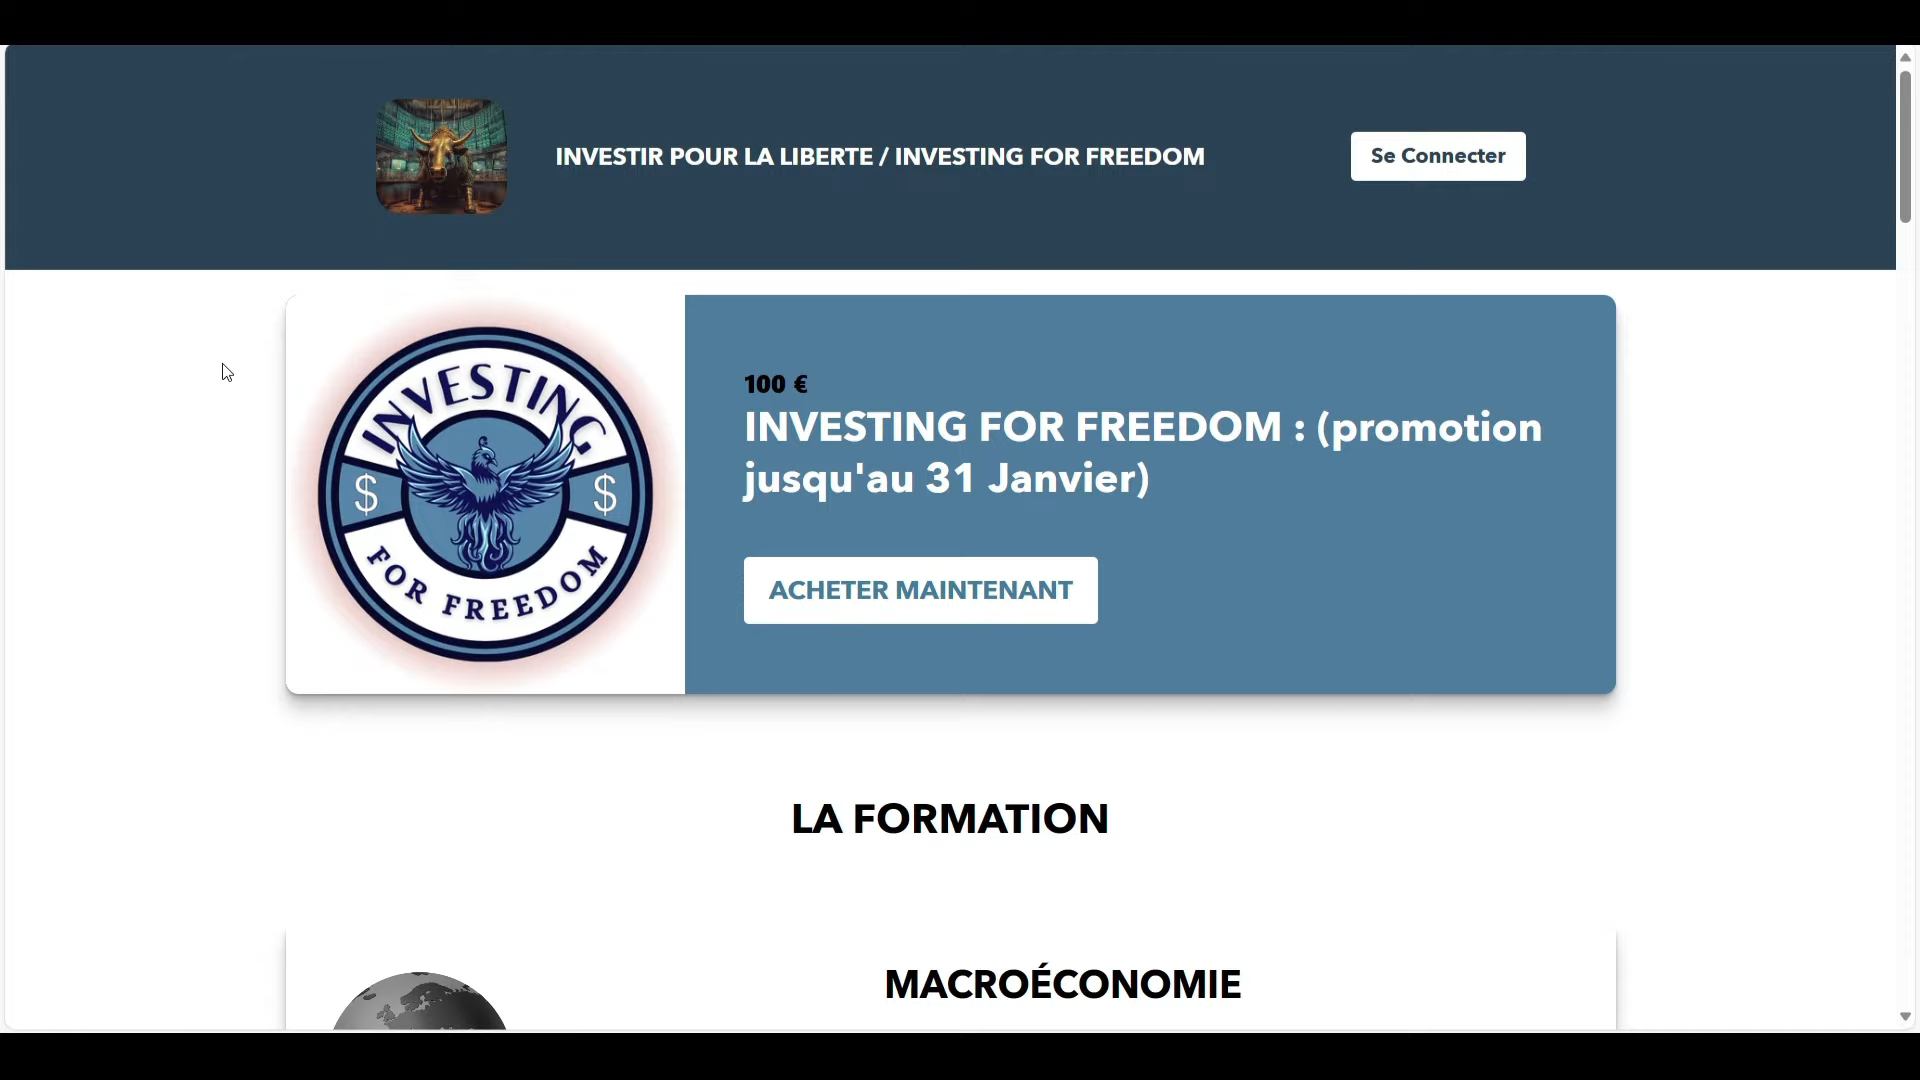 INVESTIR POUR LA LIBERTE / INVESTING FOR FREEDOM
Se Connecter
INVESTING
$ $
FOR FREEDOM
100 €
INVESTING FOR FREEDOM : (promotion
jusqu'au 31 Janvier)
ACHETER MAINTENANT
LA FORMATION
MACROÉCONOMIE